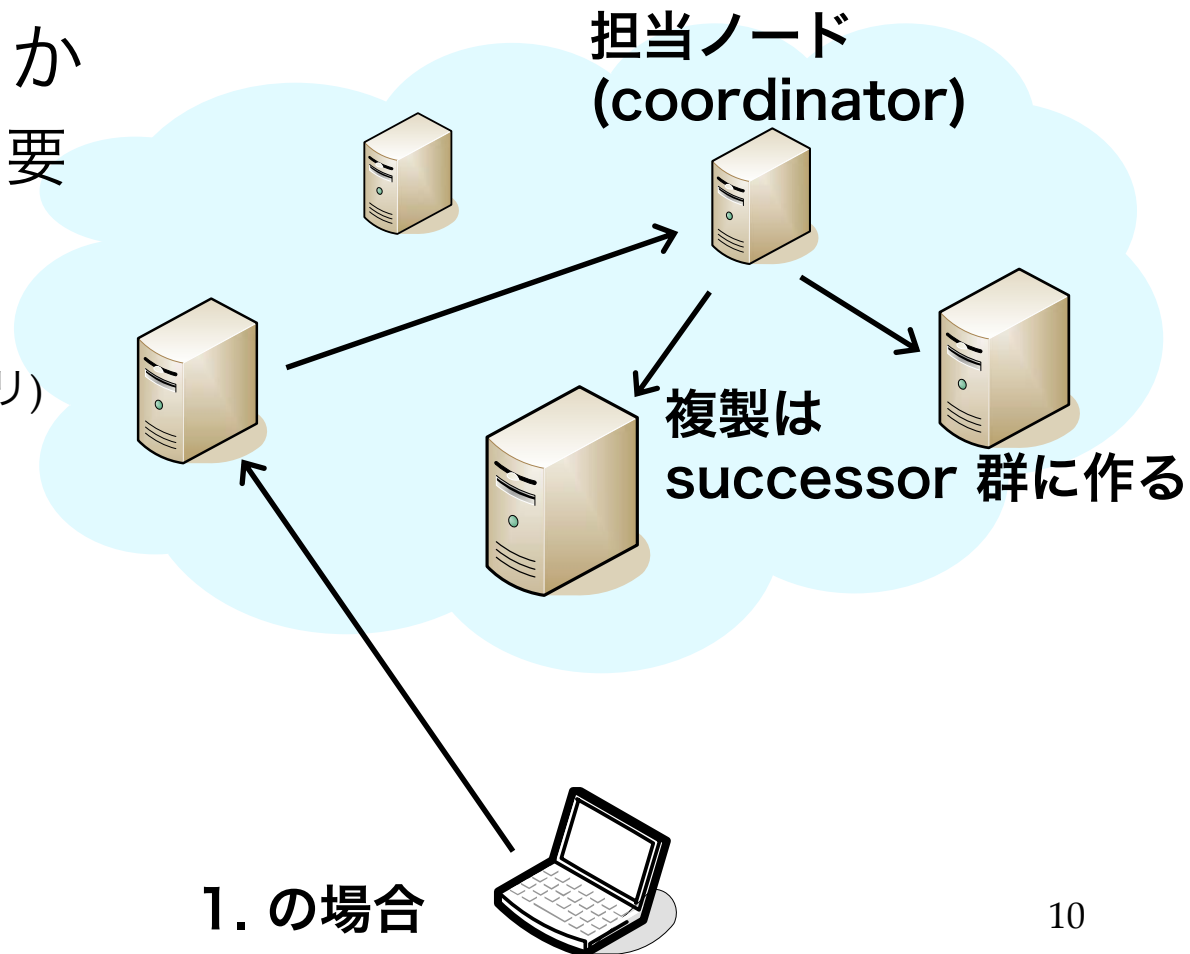 か
要
リ)
担当ノード
(coordinator)
複製は
successor 群に作る
1. の場合
10